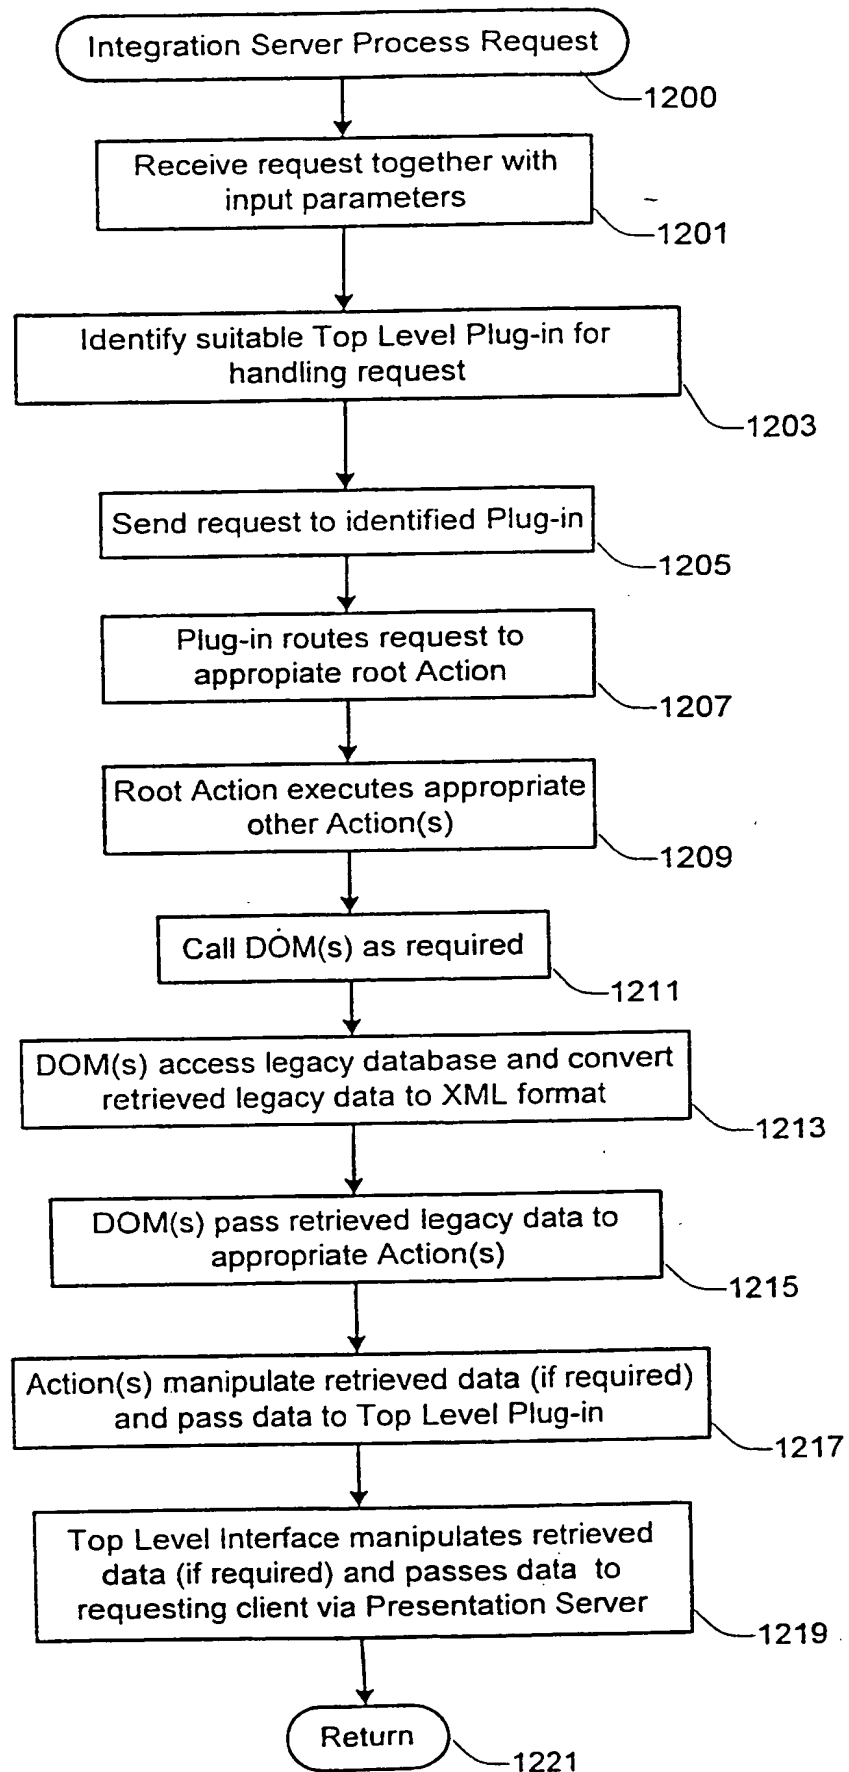 Integration Server Process Request
1200
Receive request together with
input parameters
1201
Identify suitable Top Level Plug-in for
handling request
1203
Send request to identified Plug-in
1205
Plug-in routes request to
appropiate root Action
1207
Root Action executes appropriate
other Action(s)
1209
Call DOM(s) as required
1211
DOM(s) access legacy database and convert
retrieved legacy data to XML format
1213
DOM(s) pass retrieved legacy data to
appropriate Action(s)
1215
Action(s) manipulate retrieved data (if required)
and pass data to Top Level Plug-in
1217
Top Level Interface manipulates retrieved
data (if required) and passes data to
requesting client via Presentation Server
1219
Return
1221